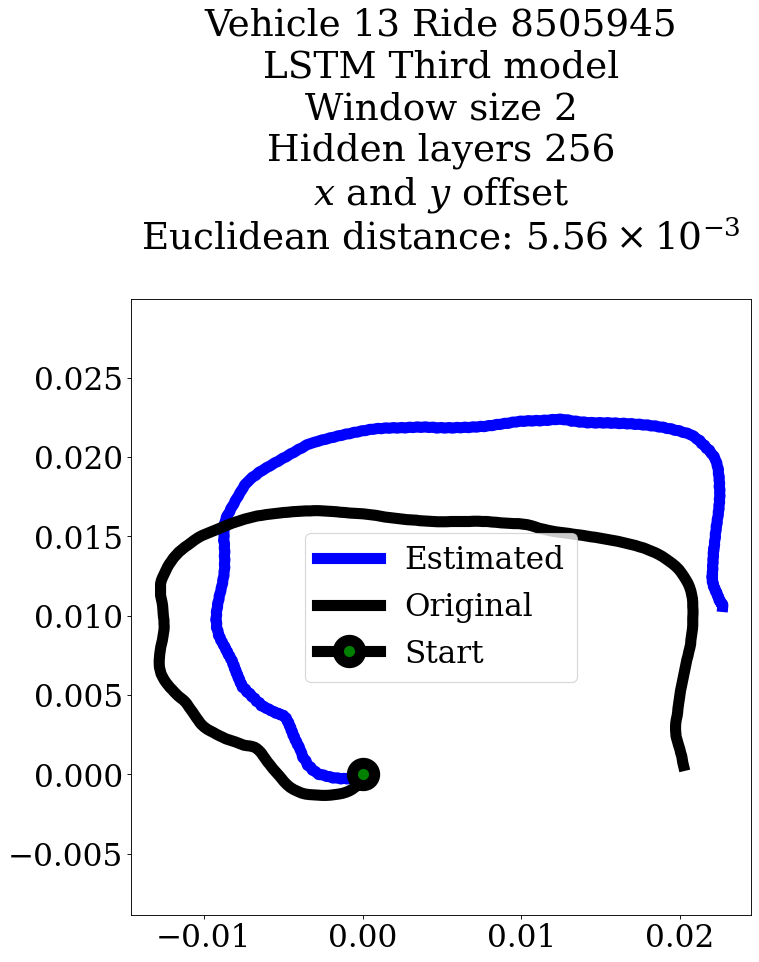 Vehicle 13 Ride 8505945
LSTM Third model
Window size 2
Hidden layers 256
x and y offset
Euclidean distance: 5.56 × 10⁻³
0.025
0.020
0.015
0.010
0.005
0.000
−0.005
Estimated
Original
Start
−0.01 0.00 0.01 0.02